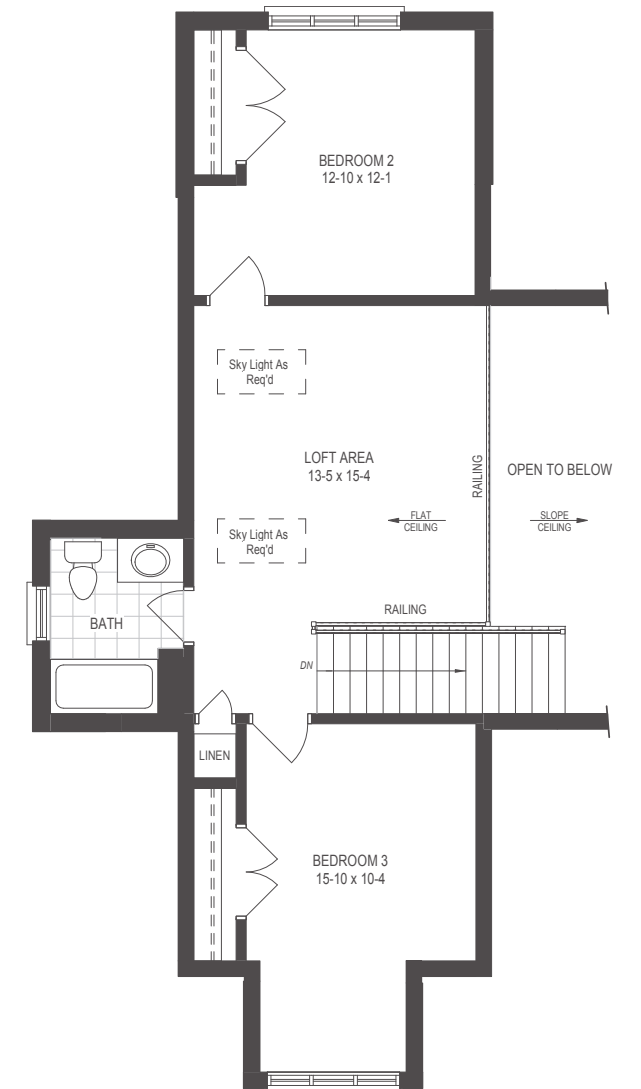 BEDROOM 2
12-10 x 12-1
Sky Light As
Req'd
LOFT AREA
13-5 x 15-4
RAILING
OPEN TO BELOW
FLAT
CEILING
SLOPE
CEILING
Sky Light As
Req'd
BATH
RAILING
DN
LINEN
BEDROOM 3
15-10 x 10-4